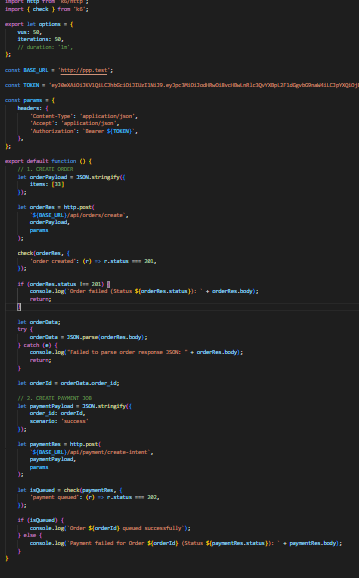 import http from 'k6/http';
import { check } from 'k6';
export let options = {
vus: 50,
iterations: 50,
// duration: '1m',
};
const BASE_URL = 'http://ppp.test';
const TOKEN =
const params = {
headers: {
'Content-Type': 'application/json',
'Accept': 'application/json',
'Authorization': `Bearer ${TOKEN}`,
},
};
export default function () {
// 1. CREATE ORDER
let orderPayload = JSON.stringify({
items: [33]
});
let orderRes = http.post(
`${BASE_URL}/api/orders/create`,
orderPayload,
params
);
check(orderRes, {
'order created': (r) => r.status === 201,
});
if (orderRes.status !== 201) {
console.log(`Order failed (Status ${orderRes.status}): ` + orderRes.body);
return;
}
let orderData;
try {
orderData = JSON.parse(orderRes.body);
} catch (e) {
console.log("Failed to parse order response JSON: " + orderRes.body);
return;
}
let orderId = orderData.order_id;
// 2. CREATE PAYMENT JOB
let paymentPayload = JSON.stringify({
order_id: orderId,
scenario: 'success'
});
let paymentRes = http.post(
`${BASE_URL}/api/payment/create-intent`,
paymentPayload,
params
);
let isQueued = check(paymentRes, {
'payment queued': (r) => r.status === 202,
});
if (isQueued) {
console.log(`Order ${orderId} queued successfully`);
} else {
console.log(`Payment failed for Order ${orderId} (Status ${paymentRes.status}): ` + paymentRes.body);
}
}